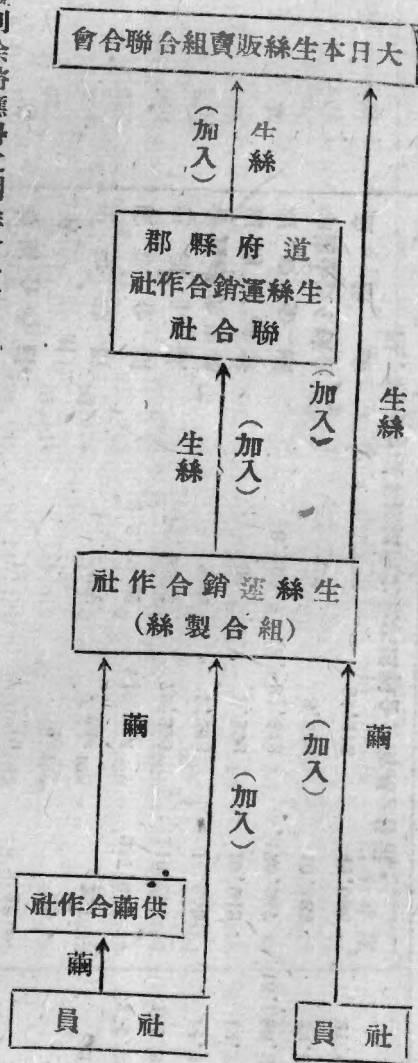 大日本生絲販賣組合聯合會
生絲
(加入)
道府縣郡
生絲運銷合作社
聯合社
生絲
(加入)
(加入)
生絲
生絲運銷合作社
(組合製絲)
繭
(加入)
(加入)
繭
供繭合作社
繭
社員
社員